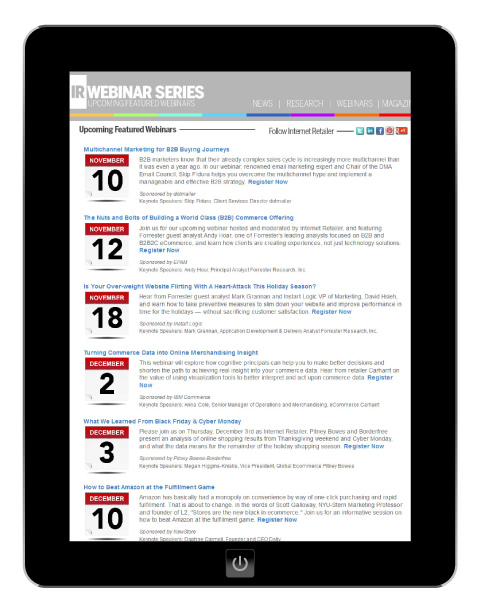 IR WEBINAR SERIES
UPCOMING FEATURED WEBINARS
NEWS | RESEARCH | WEBINARS | MAGAZIN
Upcoming Featured Webinars
Follow Internet Retailer
Multichannel Marketing for B2B Buying Journeys
NOVEMBER
10
B2B marketers know that their already complex sales cycle is increasingly more multichannel than
it was even a year ago. In our webinar, renowned email marketing expert and Chair of the DMA
Email Council, Skip Fidura helps you overcome the multichannel hype and implement a
manageable and effective B2B strategy. Register Now
Sponsored by dotmailer
Keynote Speakers: Skip Fidura, Client Services Director dotmailer
The Nuts and Bolts of Building a World Class (B2B) Commerce Offering
NOVEMBER
12
Join us for our upcoming webinar hosted and moderated by Internet Retailer, and featuring
Forrester guest analyst Andy Hoar, one of Forrester's leading analysts focused on B2B and
B2B2C eCommerce, and learn how clients are creating experiences, not just technology solutions.
Register Now
Sponsored by EPAM
Keynote Speakers: Andy Hoar, Principal Analyst Forrester Research, Inc.
Is Your Over-weight Website Flirting With A Heart-Attack This Holiday Season?
NOVEMBER
18
Hear from Forrester guest analyst Mark Grannan and Instart Logic VP of Marketing, David Hsieh,
and learn how to take preventive measures to slim down your website and improve performance in
time for the holidays — without sacrificing customer satisfaction. Register Now
Sponsored by Instart Logic
Keynote Speakers: Mark Grannan, Application Development & Delivery Analyst Forrester Research, Inc.
Turning Commerce Data into Online Merchandising Insight
DECEMBER
2
This webinar will explore how cognitive principals can help you to make better decisions and
shorten the path to achieving real insight into your commerce data. Hear from retailer Carhartt on
the value of using visualization tools to better interpret and act upon commerce data. Register
Now
Sponsored by IBM Commerce
Keynote Speakers: Anna Cole, Senior Manager of Operations and Merchandising, eCommerce Carhartt
What We Learned From Black Friday & Cyber Monday
DECEMBER
3
Please join us on Thursday, December 3rd as Internet Retailer, Pitney Bowes and Borderfree
present an analysis of online shopping results from Thanksgiving weekend and Cyber Monday,
and what the data means for the remainder of the holiday shopping season. Register Now
Sponsored by Pitney Bowes-Borderfree
Keynote Speakers: Megan Higgins-Kreatis, Vice President, Global Ecommerce Pitney Bowes
How to Beat Amazon at the Fulfillment Game
DECEMBER
10
Amazon has basically had a monopoly on convenience by way of one-click purchasing and rapid
fulfillment. That is about to change. In the words of Scott Galloway, NYU-Stern Marketing Professor
and founder of L2, "Stores are the new black in ecommerce." Join us for an informative session on
how to beat Amazon at the fulfillment game. Register Now
Sponsored by NewStore
Keynote Speakers: Daphne Carmeli, Founder and CEO